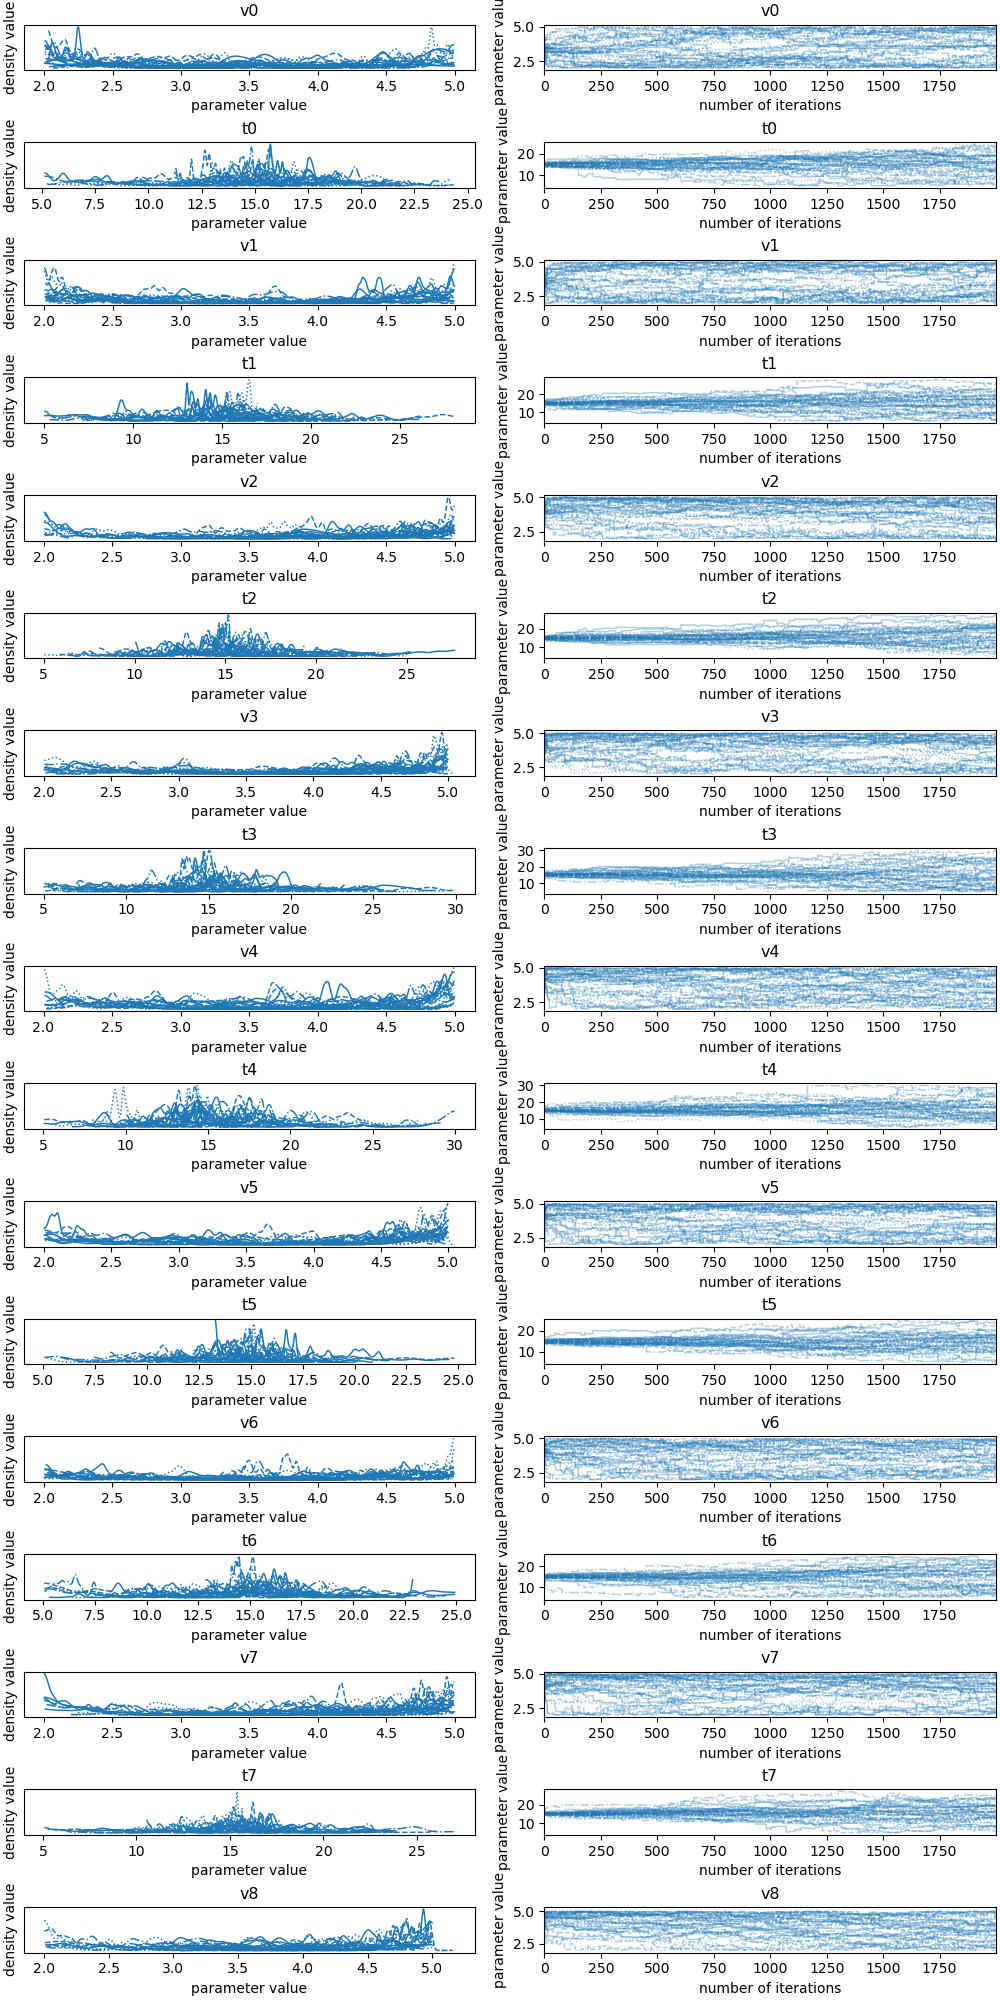 v0 v0
density value parameter value 5.0 2.5
2.0 2.5 3.0 3.5 4.0 4.5 5.0 0 250 500 750 1000 1250 1500 1750
parameter value number of iterations
t0 t0
density value parameter value 20 10
5.0 7.5 10.0 12.5 15.0 17.5 20.0 22.5 25.0 0 250 500 750 1000 1250 1500 1750
parameter value number of iterations
v1 v1
density value parameter value 5.0 2.5
2.0 2.5 3.0 3.5 4.0 4.5 5.0 0 250 500 750 1000 1250 1500 1750
parameter value number of iterations
t1 t1
density value parameter value 20 10
5 10 15 20 25 0 250 500 750 1000 1250 1500 1750
parameter value number of iterations
v2 v2
density value parameter value 5.0 2.5
2.0 2.5 3.0 3.5 4.0 4.5 5.0 0 250 500 750 1000 1250 1500 1750
parameter value number of iterations
t2 t2
density value parameter value 20 10
5 10 15 20 25 0 250 500 750 1000 1250 1500 1750
parameter value number of iterations
v3 v3
density value parameter value 5.0 2.5
2.0 2.5 3.0 3.5 4.0 4.5 5.0 0 250 500 750 1000 1250 1500 1750
parameter value number of iterations
t3 t3
density value parameter value 30 20 10
5 10 15 20 25 30 0 250 500 750 1000 1250 1500 1750
parameter value number of iterations
v4 v4
density value parameter value 5.0 2.5
2.0 2.5 3.0 3.5 4.0 4.5 5.0 0 250 500 750 1000 1250 1500 1750
parameter value number of iterations
t4 t4
density value parameter value 30 20 10
5 10 15 20 25 30 0 250 500 750 1000 1250 1500 1750
parameter value number of iterations
v5 v5
density value parameter value 5.0 2.5
2.0 2.5 3.0 3.5 4.0 4.5 5.0 0 250 500 750 1000 1250 1500 1750
parameter value number of iterations
t5 t5
density value parameter value 20 10
5.0 7.5 10.0 12.5 15.0 17.5 20.0 22.5 25.0 0 250 500 750 1000 1250 1500 1750
parameter value number of iterations
v6 v6
density value parameter value 5.0 2.5
2.0 2.5 3.0 3.5 4.0 4.5 5.0 0 250 500 750 1000 1250 1500 1750
parameter value number of iterations
t6 t6
density value parameter value 20 10
5.0 7.5 10.0 12.5 15.0 17.5 20.0 22.5 25.0 0 250 500 750 1000 1250 1500 1750
parameter value number of iterations
v7 v7
density value parameter value 5.0 2.5
2.0 2.5 3.0 3.5 4.0 4.5 5.0 0 250 500 750 1000 1250 1500 1750
parameter value number of iterations
t7 t7
density value parameter value 20 10
5 10 15 20 25 0 250 500 750 1000 1250 1500 1750
parameter value number of iterations
v8 v8
density value parameter value 5.0 2.5
2.0 2.5 3.0 3.5 4.0 4.5 5.0 0 250 500 750 1000 1250 1500 1750
parameter value number of iterations